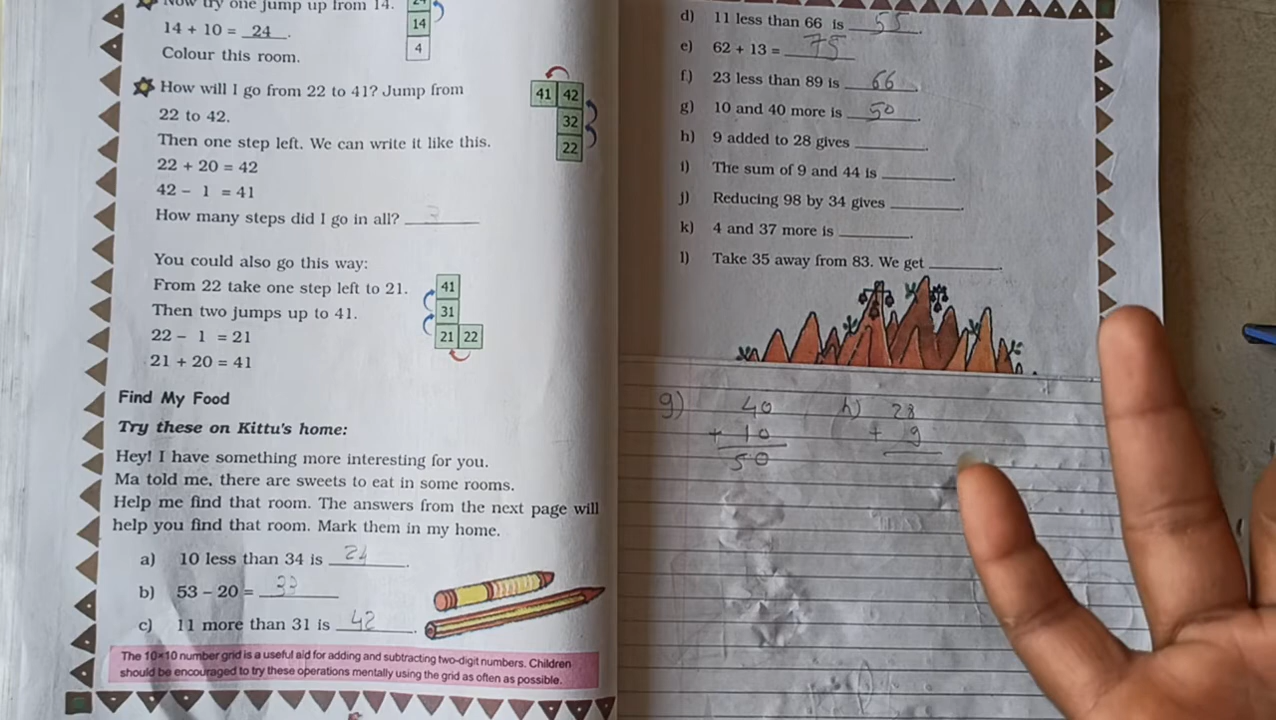 Now try one jump up from 14.
14 + 10 = 24.
Colour this room.
24
14
4
How will I go from 22 to 41? Jump from
22 to 42.
Then one step left. We can write it like this.
22 + 20 = 42
42 - 1 = 41
How many steps did I go in all? 3
41 42
32
22
You could also go this way:
From 22 take one step left to 21.
Then two jumps up to 41.
22 - 1 = 21
21 + 20 = 41
41
31
21 22
Find My Food
Try these on Kittu's home:
Hey! I have something more interesting for you.
Ma told me, there are sweets to eat in some rooms.
Help me find that room. The answers from the next page will
help you find that room. Mark them in my home.
a) 10 less than 34 is 24.
b) 53 – 20 = 33
c) 11 more than 31 is 42.
The 10×10 number grid is a useful aid for adding and subtracting two-digit numbers. Children
should be encouraged to try these operations mentally using the grid as often as possible.
d) 11 less than 66 is 55.
e) 62 + 13 = 75
f) 23 less than 89 is 66.
g) 10 and 40 more is 50.
h) 9 added to 28 gives ______.
i) The sum of 9 and 44 is ______.
j) Reducing 98 by 34 gives ______.
k) 4 and 37 more is ______.
l) Take 35 away from 83. We get ______.
g) 40 h) 28
+ 10 + 9
50